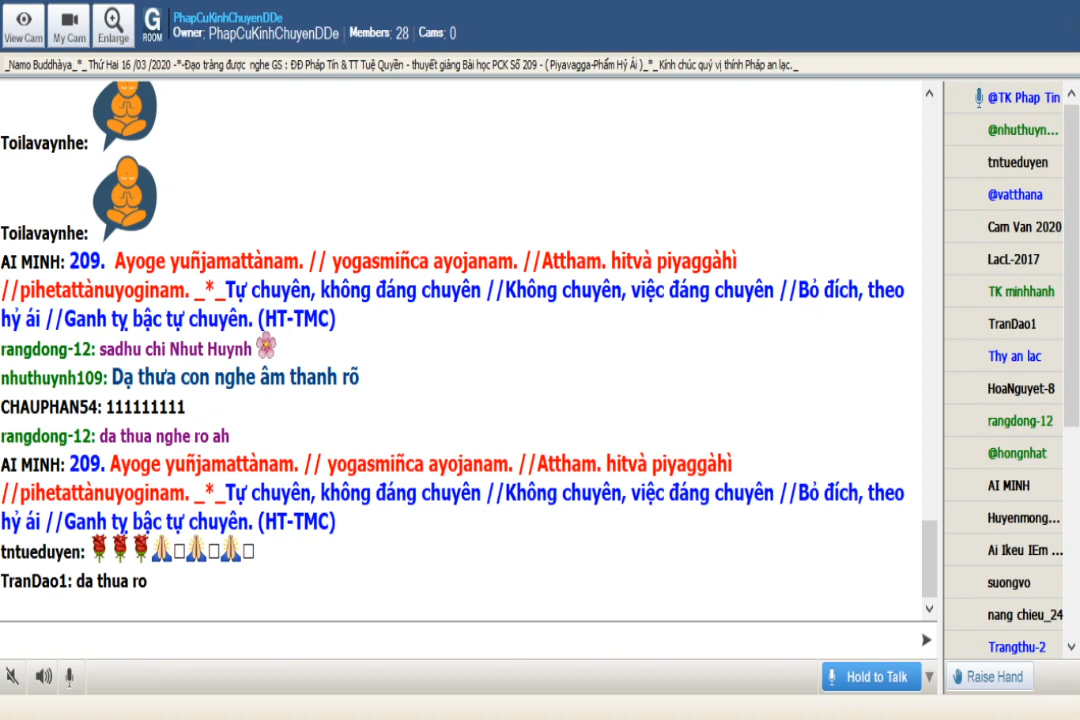 View Cam
My Cam
Enlarge
G
ROOM
PhapCuKinhChuyenDDe
Owner: PhapCuKinhChuyenDDe | Members: 28 | Cams: 0
_Namo Buddhàya_*_ Thứ Hai 16 /03 /2020 -*-Đạo tràng được nghe GS : ĐĐ Pháp Tín & TT Tuệ Quyền - thuyết giảng Bài học PCK Số 209 - ( Piyavagga-Phẩm Hỷ Ái )_*_ Kính chúc quý vị thính Pháp an lạc._
Toilavaynhe:
Toilavaynhe:
AI MINH: 209. Ayoge yuñjamattànam. // yogasmiñca ayojanam. //Attham. hitvà piyaggàhì
//pihetattànuyoginam. _*_Tự chuyên, không đáng chuyên //Không chuyên, việc đáng chuyên //Bỏ đích, theo
hỷ ái //Ganh tỵ bậc tự chuyên. (HT-TMC)
rangdong-12: sadhu chi Nhut Huynh
nhuthuynh109: Dạ thưa con nghe âm thanh rõ
CHAUPHAN54: 111111111
rangdong-12: da thua nghe ro ah
AI MINH: 209. Ayoge yuñjamattànam. // yogasmiñca ayojanam. //Attham. hitvà piyaggàhì
//pihetattànuyoginam. _*_Tự chuyên, không đáng chuyên //Không chuyên, việc đáng chuyên //Bỏ đích, theo
hỷ ái //Ganh tỵ bậc tự chuyên. (HT-TMC)
tntueduyen:
TranDao1: da thua ro
@TK Phap Tin
@nhuthuyn...
tntueduyen
@vatthana
Cam Van 2020
LacL-2017
TK minhhanh
TranDao1
Thy an lac
HoaNguyet-8
rangdong-12
@hongnhat
AI MINH
Huyenmong...
Ai Ikeu IEm ...
suongvo
nang chieu_24
Trangthu-2
Hold to Talk
Raise Hand